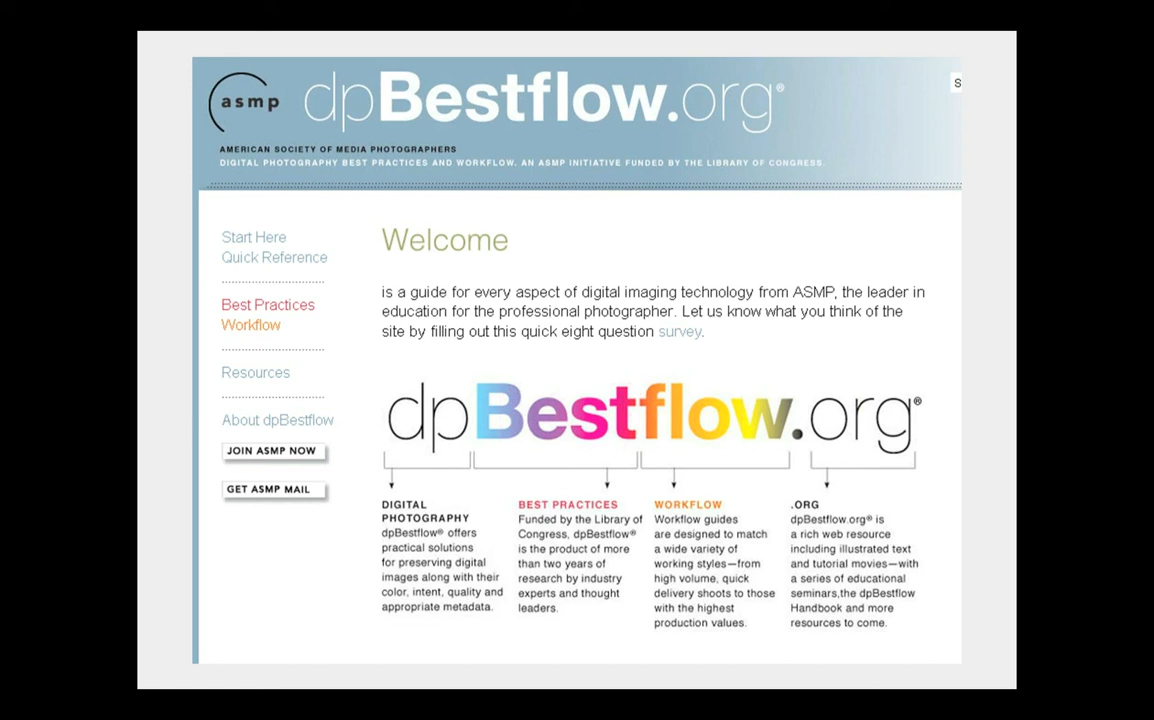 asmp dpBestflow.org®
S
AMERICAN SOCIETY OF MEDIA PHOTOGRAPHERS
DIGITAL PHOTOGRAPHY BEST PRACTICES AND WORKFLOW. AN ASMP INITIATIVE FUNDED BY THE LIBRARY OF CONGRESS.
Start Here
Quick Reference
Best Practices
Workflow
Resources
About dpBestflow
JOIN ASMP NOW
GET ASMP MAIL
Welcome
is a guide for every aspect of digital imaging technology from ASMP, the leader in
education for the professional photographer. Let us know what you think of the
site by filling out this quick eight question survey.
dpBestflow.org®
DIGITAL
PHOTOGRAPHY
dpBestflow® offers
practical solutions
for preserving digital
images along with their
color, intent, quality and
appropriate metadata.
BEST PRACTICES
Funded by the Library of
Congress, dpBestflow®
is the product of more
than two years of
research by industry
experts and thought
leaders.
WORKFLOW
Workflow guides
are designed to match
a wide variety of
working styles—from
high volume, quick
delivery shoots to those
with the highest
production values.
.ORG
dpBestflow.org® is
a rich web resource
including illustrated text
and tutorial movies—with
a series of educational
seminars,the dpBestflow
Handbook and more
resources to come.